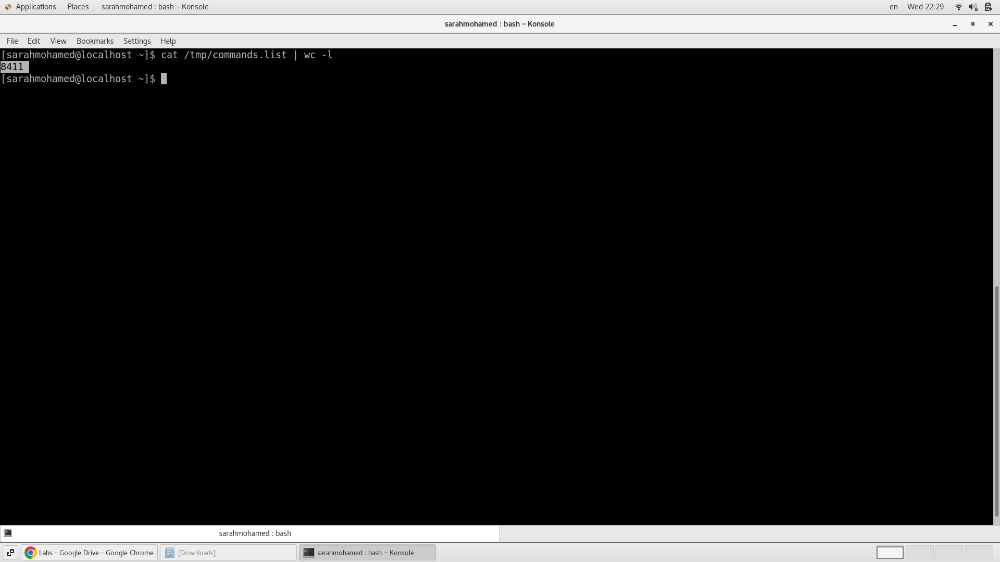 Applications Places sarahmohamed : bash – Konsole en Wed 22:29
sarahmohamed : bash – Konsole
File Edit View Bookmarks Settings Help
[sarahmohamed@localhost ~]$ cat /tmp/commands.list | wc -l
8411
[sarahmohamed@localhost ~]$
sarahmohamed : bash
Labs - Google Drive - Google Chrome [Downloads] sarahmohamed : bash – Konsole